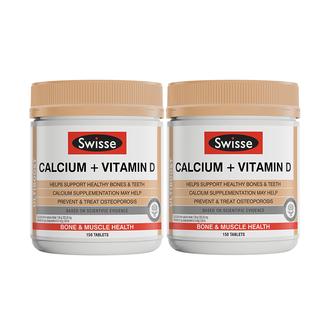 Swisse
CALCIUM + VITAMIN D
HELPS SUPPORT HEALTHY BONES & TEETH
CALCIUM SUPPLEMENTATION MAY HELP
PREVENT & TREAT OSTEOPOROSIS
BASED ON SCIENTIFIC EVIDENCE
BONE & MUSCLE HEALTH
150 TABLETS
Swisse
CALCIUM + VITAMIN D
HELPS SUPPORT HEALTHY BONES & TEETH
CALCIUM SUPPLEMENTATION MAY HELP
PREVENT & TREAT OSTEOPOROSIS
BASED ON SCIENTIFIC EVIDENCE
BONE & MUSCLE HEALTH
150 TABLETS